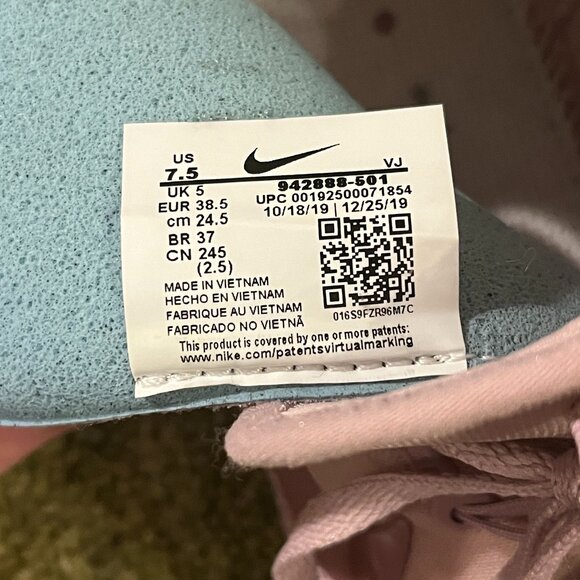 US
7.5
VJ
UK 5
942888-501
EUR 38.5
UPC 00192500071854
cm 24.5
10/18/19 | 12/25/19
BR 37
CN 245
(2.5)
MADE IN VIETNAM
HECHO EN VIETNAM
FABRIQUE AU VIETNAM
FABRICADO NO VIETNÃ
016S9FZR96M7C
This product is covered by one or more patents:
www.nike.com/patentsvirtualmarking